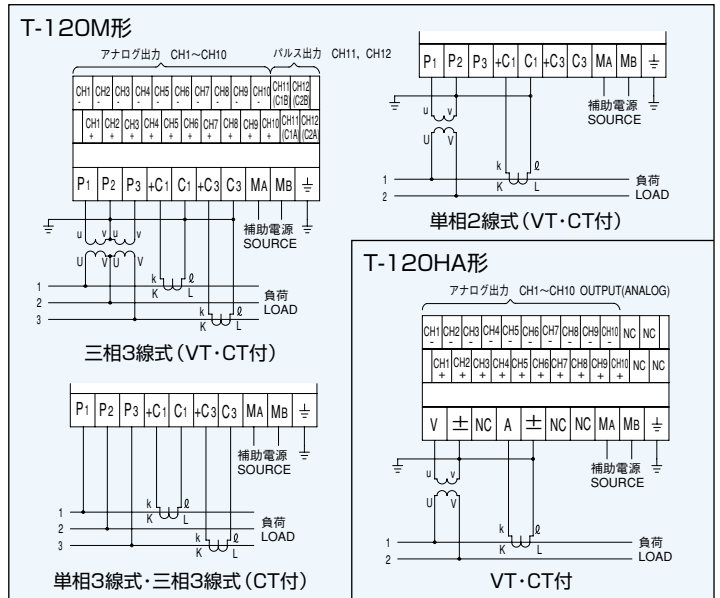 T-120M形
アナログ出力 CH1~CH10 パルス出力 CH11, CH12
CH1 - CH2 - CH3 - CH4 - CH5 - CH6 - CH7 - CH8 - CH9 - CH10 - CH11 (C1B) CH12 (C2B)
CH1 + CH2 + CH3 + CH4 + CH5 + CH6 + CH7 + CH8 + CH9 + CH10 + CH11 (C1A) CH12 (C2A)
P1 P2 P3 +C1 C1 +C3 C3 MA MB
補助電源
SOURCE
u v u v
U V U V
k ℓ
K L
k ℓ
K L
1
2
3
負荷
LOAD
三相3線式(VT・CT付)
P1 P2 P3 +C1 C1 +C3 C3 MA MB
補助電源
SOURCE
k ℓ
K L
k ℓ
K L
1
2
3
負荷
LOAD
単相3線式・三相3線式(CT付)
P1 P2 P3 +C1 C1 +C3 C3 MA MB
補助電源
SOURCE
u v
U V
k ℓ
K L
1
2
負荷
LOAD
単相2線式(VT・CT付)
T-120HA形
アナログ出力 CH1~CH10 OUTPUT(ANALOG)
CH1 - CH2 - CH3 - CH4 - CH5 - CH6 - CH7 - CH8 - CH9 - CH10 - NC NC
CH1 + CH2 + CH3 + CH4 + CH5 + CH6 + CH7 + CH8 + CH9 + CH10 + NC NC
V ± NC A ± NC NC MA MB
補助電源
SOURCE
u v
U V
k ℓ
K L
1
2
負荷
LOAD
VT・CT付